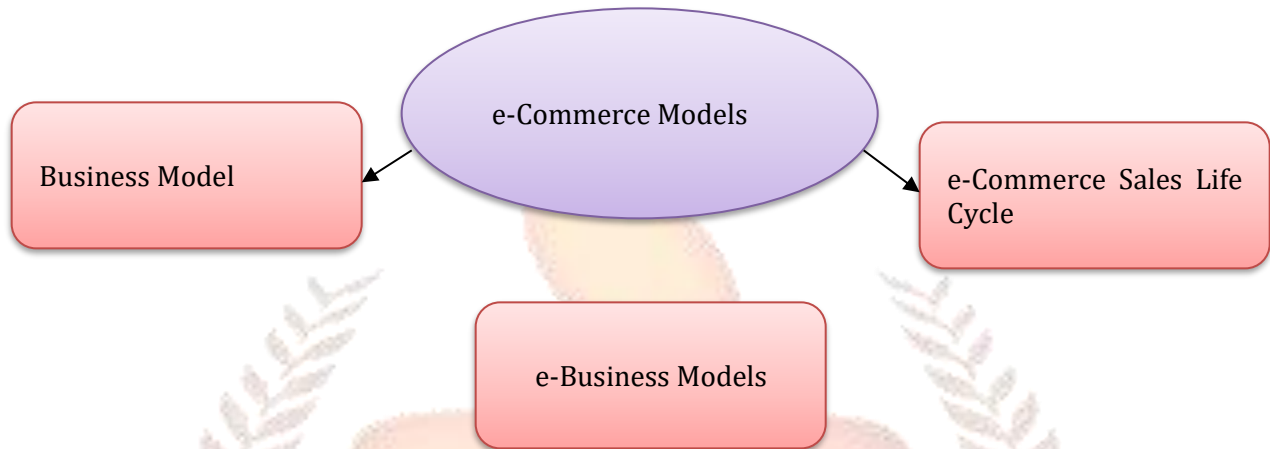 e-Commerce Models
Business Model
e-Commerce Sales Life
Cycle
e-Business Models